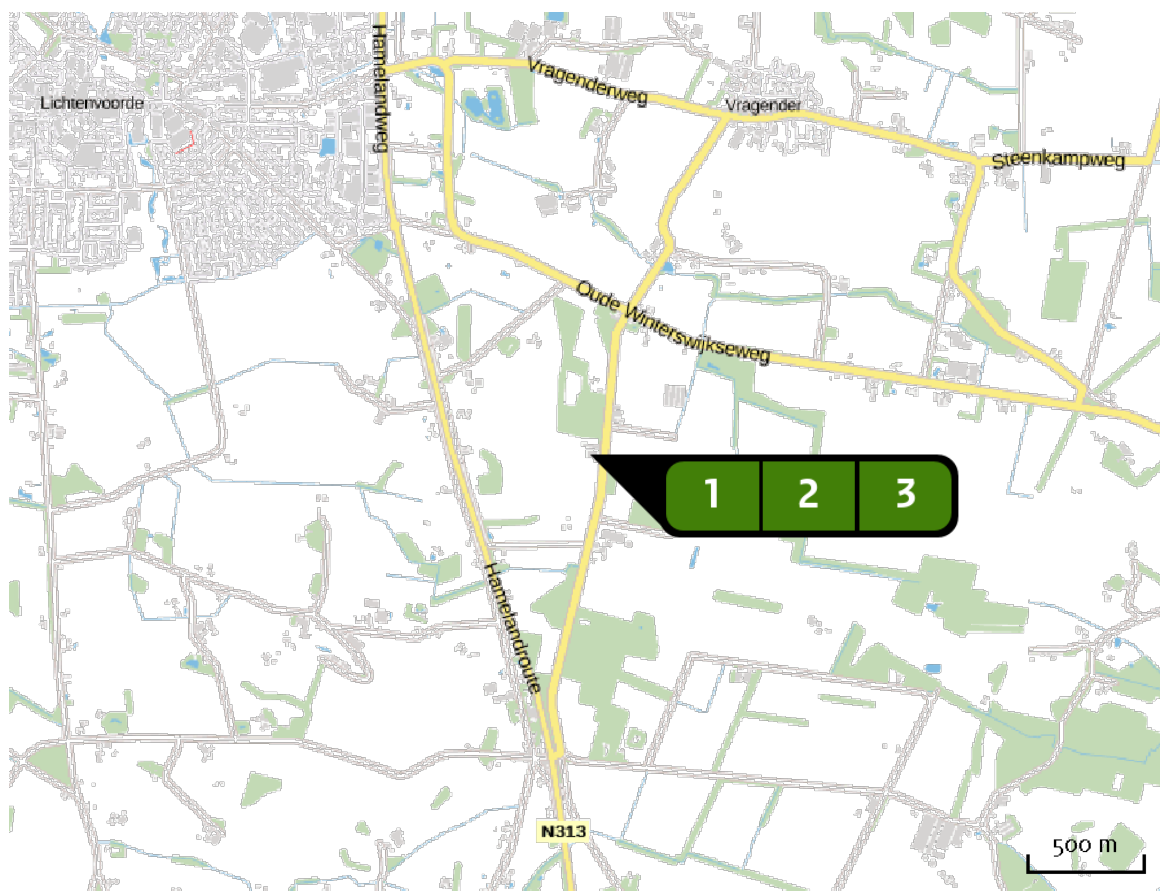 Hamelandweg
Vragenderweg
Lichtenvoorde
Vragender
Steenkampweg
Oude Winterswijkseweg
1 2 3
Hamelandroute
N313
500 m